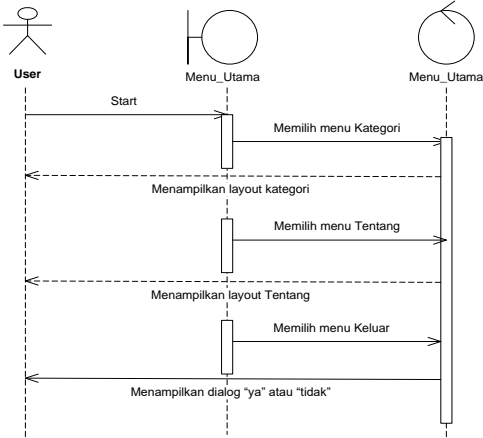 User
Menu_Utama
Menu_Utama
Start
Memilih menu Kategori
Menampilkan layout kategori
Memilih menu Tentang
Menampilkan layout Tentang
Memilih menu Keluar
Menampilkan dialog “ya” atau “tidak”